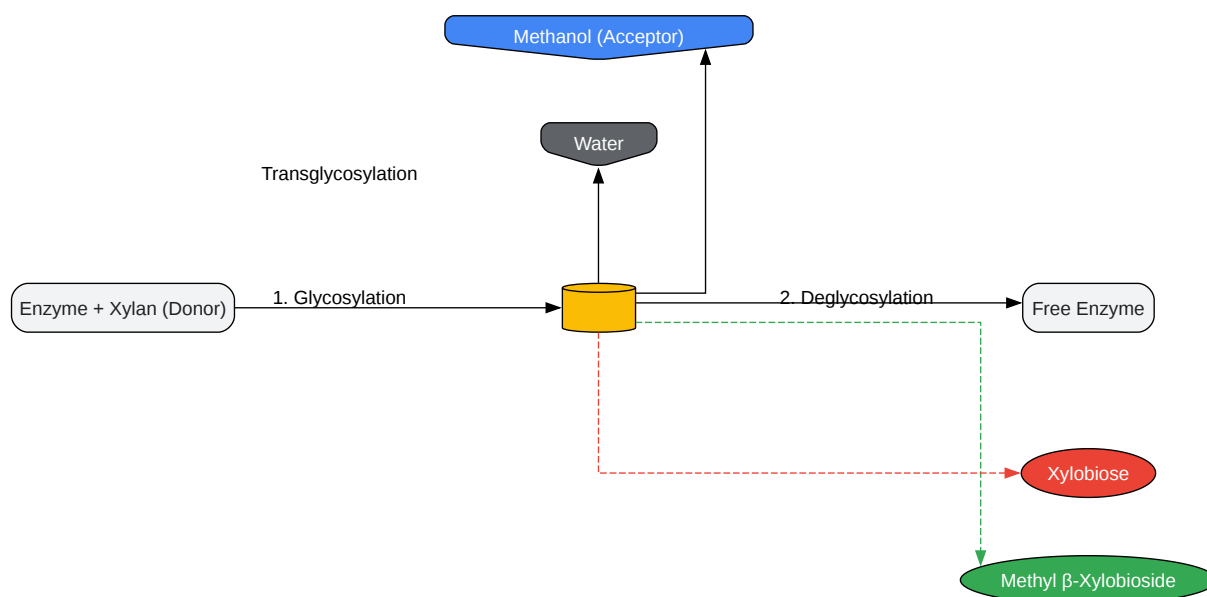 Methanol (Acceptor)
Water
Transglycosylation
Enzyme + Xylan (Donor)
1. Glycosylation
2. Deglycosylation
Free Enzyme
Xylobiose
Methyl β-Xylobioside